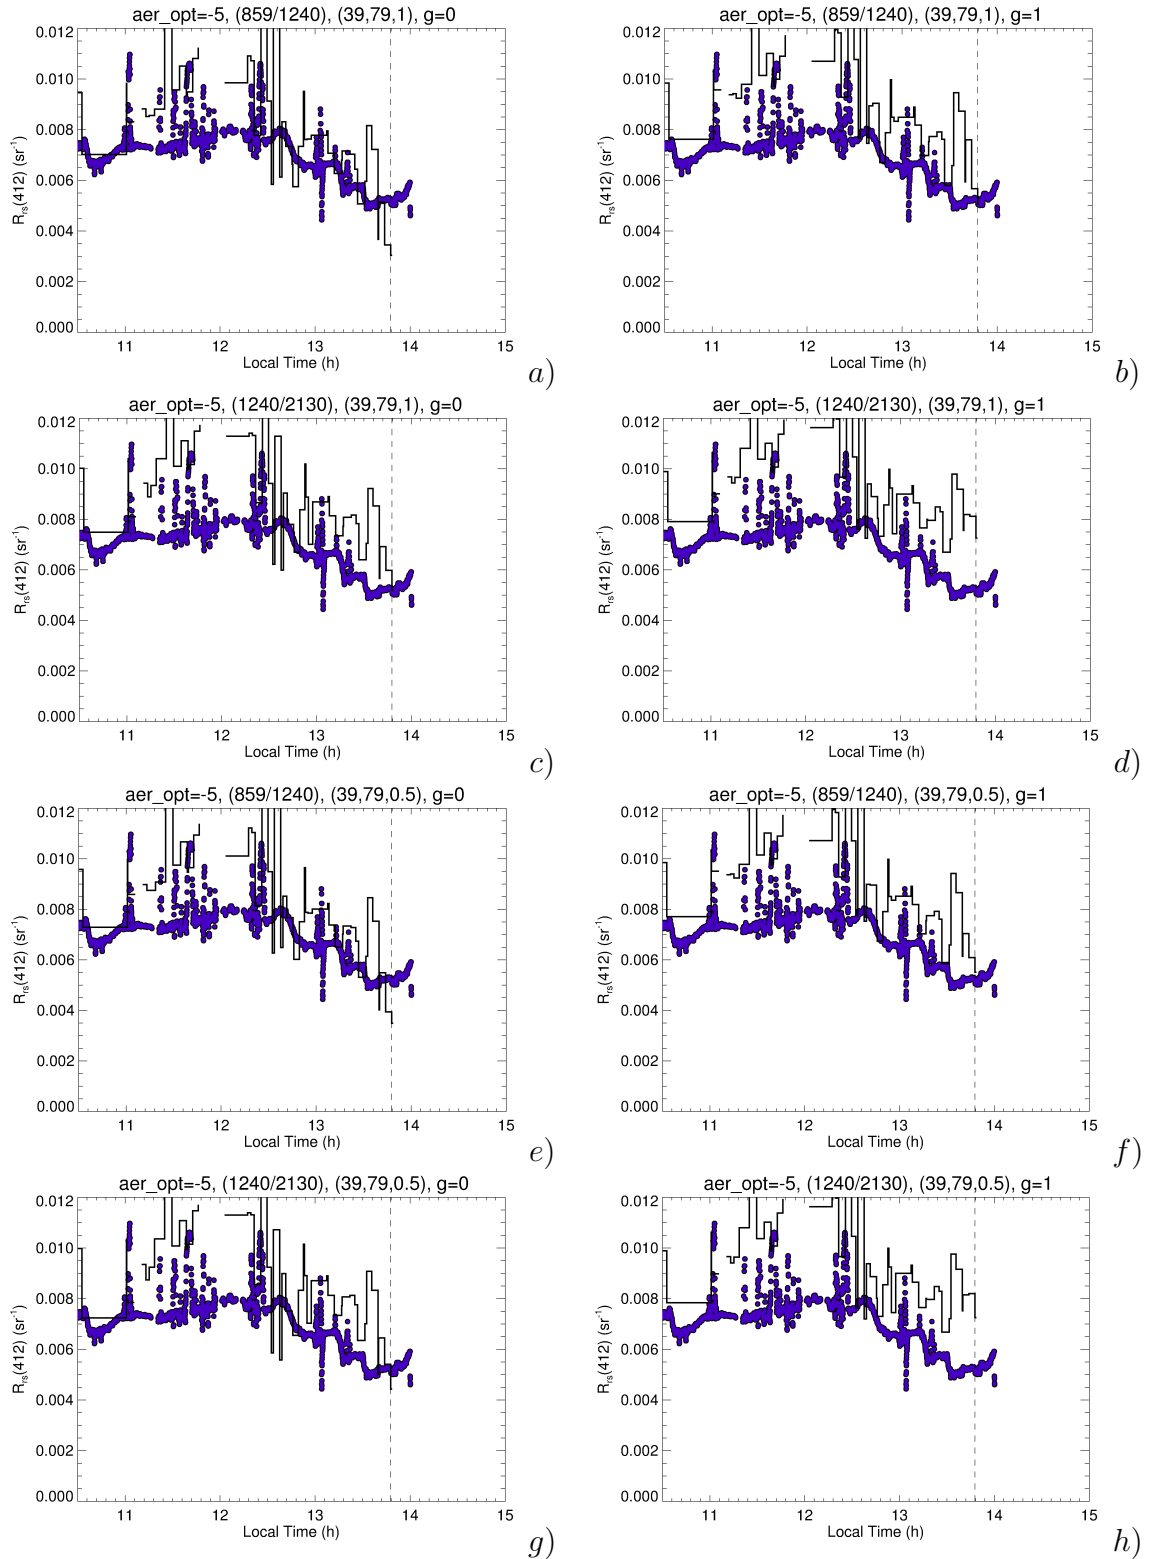 aer_opt=-5, (859/1240), (39,79,1), g=0
0.012
0.010
0.008
0.006
0.004
0.002
0.000
Rrs(412) (sr-1)
11 12 13 14 15
Local Time (h)
a)
aer_opt=-5, (859/1240), (39,79,1), g=1
0.012
0.010
0.008
0.006
0.004
0.002
0.000
Rrs(412) (sr-1)
11 12 13 14 15
Local Time (h)
b)
aer_opt=-5, (1240/2130), (39,79,1), g=0
0.012
0.010
0.008
0.006
0.004
0.002
0.000
Rrs(412) (sr-1)
11 12 13 14 15
Local Time (h)
c)
aer_opt=-5, (1240/2130), (39,79,1), g=1
0.012
0.010
0.008
0.006
0.004
0.002
0.000
Rrs(412) (sr-1)
11 12 13 14 15
Local Time (h)
d)
aer_opt=-5, (859/1240), (39,79,0.5), g=0
0.012
0.010
0.008
0.006
0.004
0.002
0.000
Rrs(412) (sr-1)
11 12 13 14 15
Local Time (h)
e)
aer_opt=-5, (859/1240), (39,79,0.5), g=1
0.012
0.010
0.008
0.006
0.004
0.002
0.000
Rrs(412) (sr-1)
11 12 13 14 15
Local Time (h)
f)
aer_opt=-5, (1240/2130), (39,79,0.5), g=0
0.012
0.010
0.008
0.006
0.004
0.002
0.000
Rrs(412) (sr-1)
11 12 13 14 15
Local Time (h)
g)
aer_opt=-5, (1240/2130), (39,79,0.5), g=1
0.012
0.010
0.008
0.006
0.004
0.002
0.000
Rrs(412) (sr-1)
11 12 13 14 15
Local Time (h)
h)